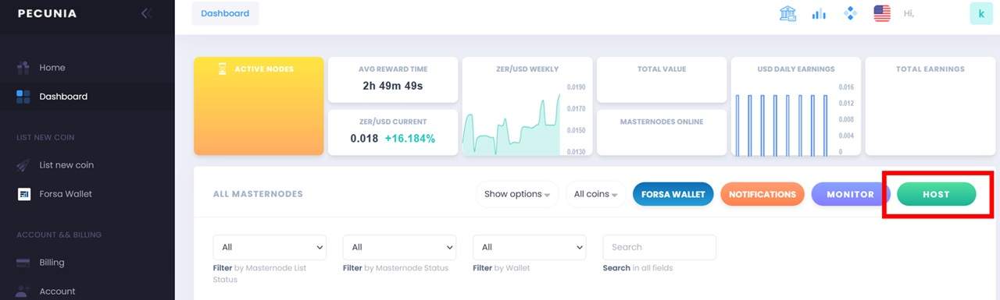 PECUNIA
Dashboard
Hi,
k
Home
Dashboard
LIST NEW COIN
List new coin
Forsa Wallet
ACCOUNT && BILLING
Billing
Account
ACTIVE NODES
AVG REWARD TIME
2h 49m 49s
ZER/USD CURRENT
0.018 +16.184%
ZER/USD WEEKLY
0.0190
0.0170
0.0150
0.0130
TOTAL VALUE
MASTERNODES ONLINE
USD DAILY EARNINGS
0.016
0.012
0.008
0.004
0
TOTAL EARNINGS
ALL MASTERNODES
Show options
All coins
FORSA WALLET
NOTIFICATIONS
MONITOR
HOST
All
Filter by Masternode List
Status
All
Filter by Masternode Status
All
Filter by Wallet
Search
Search in all fields